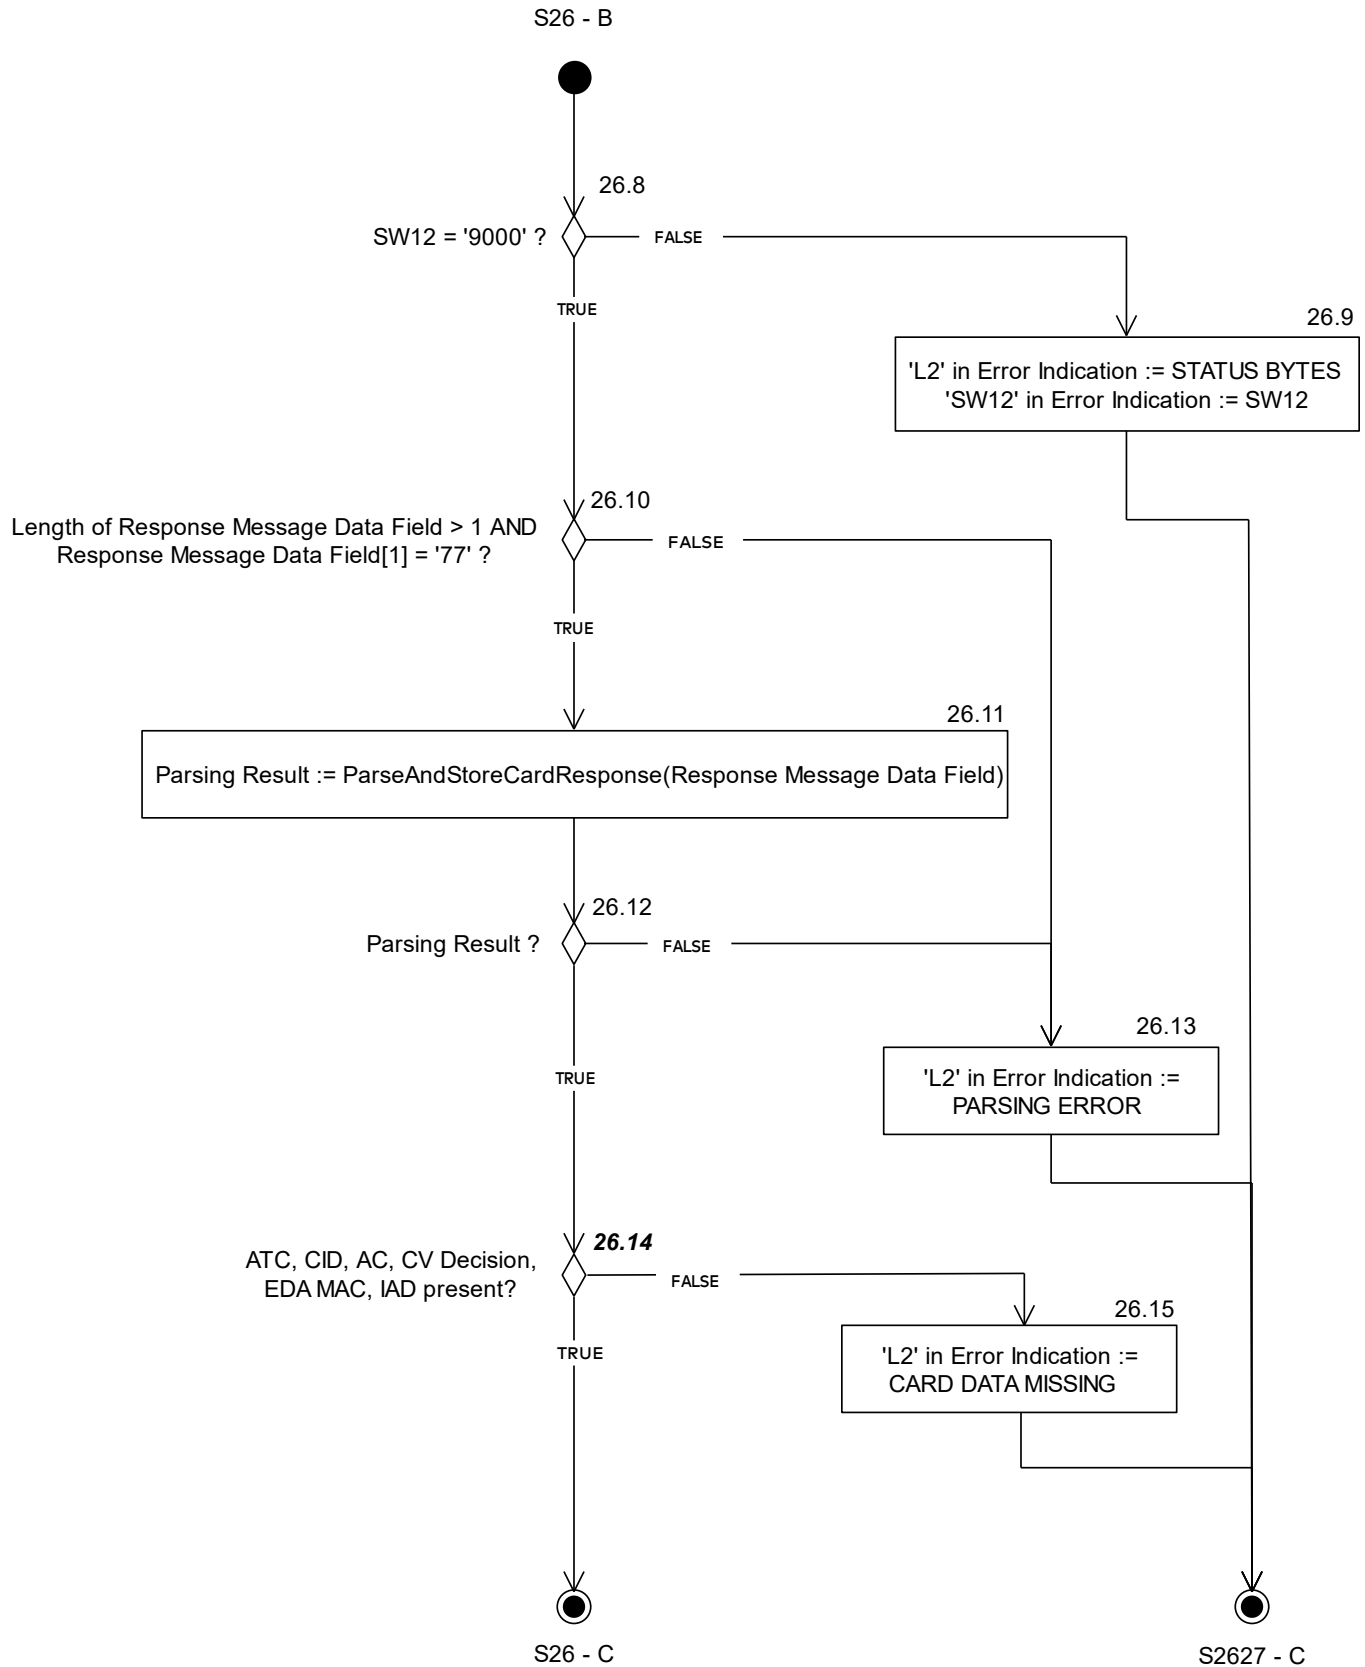 S26 - B
26.8
SW12 = '9000' ?
FALSE
TRUE
26.9
'L2' in Error Indication := STATUS BYTES
'SW12' in Error Indication := SW12
26.10
Length of Response Message Data Field > 1 AND
Response Message Data Field[1] = '77' ?
FALSE
TRUE
26.11
Parsing Result := ParseAndStoreCardResponse(Response Message Data Field)
26.12
Parsing Result ?
FALSE
26.13
'L2' in Error Indication :=
PARSING ERROR
TRUE
26.14
ATC, CID, AC, CV Decision,
EDA MAC, IAD present?
FALSE
26.15
'L2' in Error Indication :=
CARD DATA MISSING
TRUE
S26 - C
S2627 - C